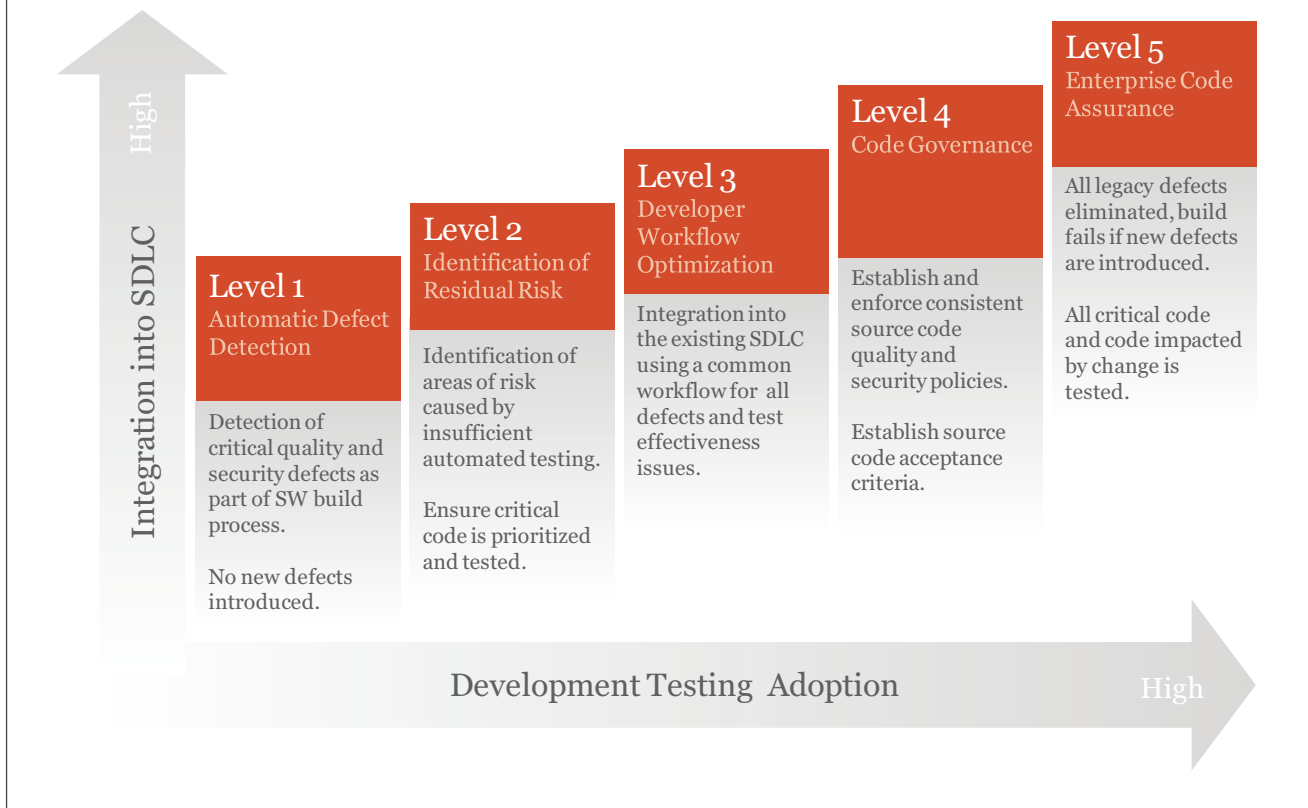 High
Integration into SDLC
Level 1
Automatic Defect
Detection
Detection of
critical quality and
security defects as
part of SW build
process.
No new defects
introduced.
Level 2
Identification of
Residual Risk
Identification of
areas of risk
caused by
insufficient
automated testing.
Ensure critical
code is prioritized
and tested.
Level 3
Developer
Workflow
Optimization
Integration into
the existing SDLC
using a common
workflow for all
defects and test
effectiveness
issues.
Level 4
Code Governance
Establish and
enforce consistent
source code
quality and
security policies.
Establish source
code acceptance
criteria.
Level 5
Enterprise Code
Assurance
All legacy defects
eliminated, build
fails if new defects
are introduced.
All critical code
and code impacted
by change is
tested.
Development Testing Adoption
High